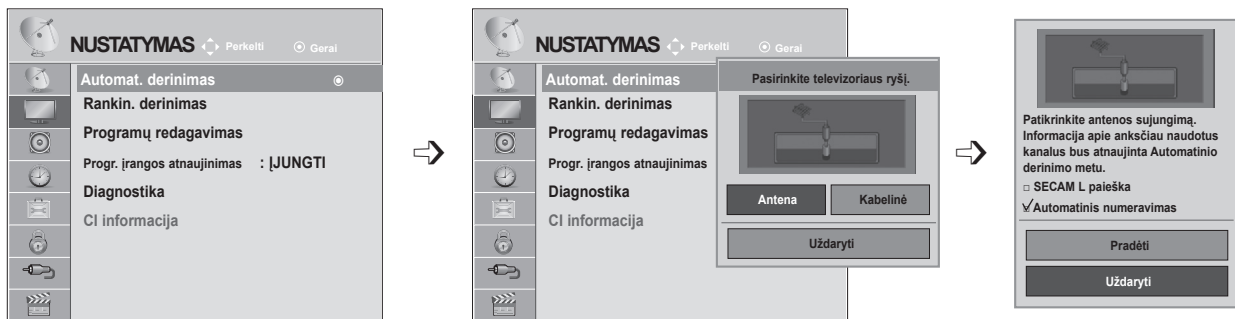 NUSTATYMAS Perkelti Gerai
Automat. derinimas
Rankin. derinimas
Programų redagavimas
Progr. įrangos atnaujinimas : ĮJUNGTI
Diagnostika
CI informacija
NUSTATYMAS Perkelti Gerai
Automat. derinimas
Rankin. derinimas
Programų redagavimas
Progr. įrangos atnaujinimas
Diagnostika
CI informacija
Pasirinkite televizoriaus ryšį.
Antena Kabelinė
Uždaryti
Patikrinkite antenos sujungimą.
Informacija apie anksčiau naudotus
kanalus bus atnaujinta Automatinio
derinimo metu.
□ SECAM L paieška
Automatinis numeravimas
Pradėti
Uždaryti